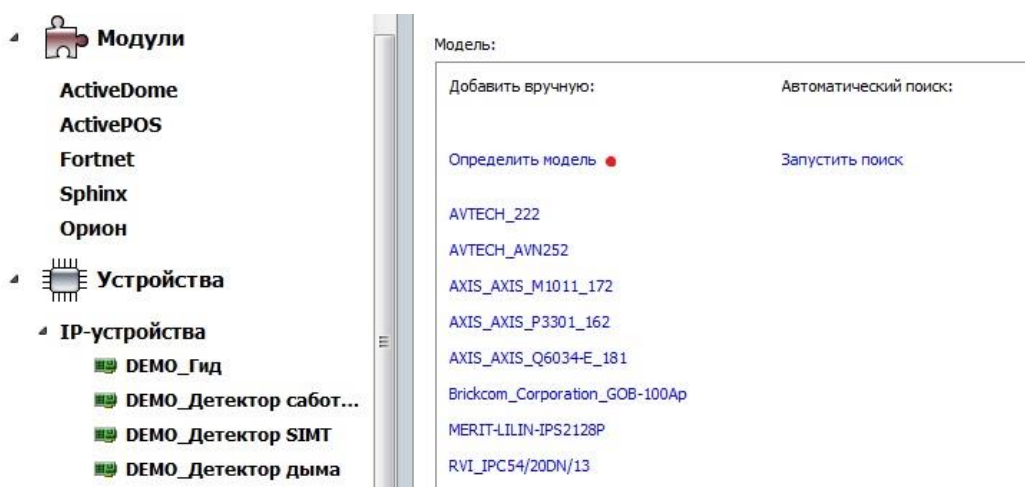 Модули
ActiveDome
ActivePOS
Fortnet
Sphinx
Орион
Устройства
IP-устройства
DEMO_Гид
DEMO_Детектор сабот...
DEMO_Детектор SIMT
DEMO_Детектор дыма
Модель:
Добавить вручную:
Автоматический поиск:
Определить модель
Запустить поиск
AVTECH_222
AVTECH_AVN252
AXIS_AXIS_M1011_172
AXIS_AXIS_P3301_162
AXIS_AXIS_Q6034-E_181
Brickcom_Corporation_GOB-100Ap
MERIT-LILIN-IPS2128P
RVI_IPC54/20DN/13